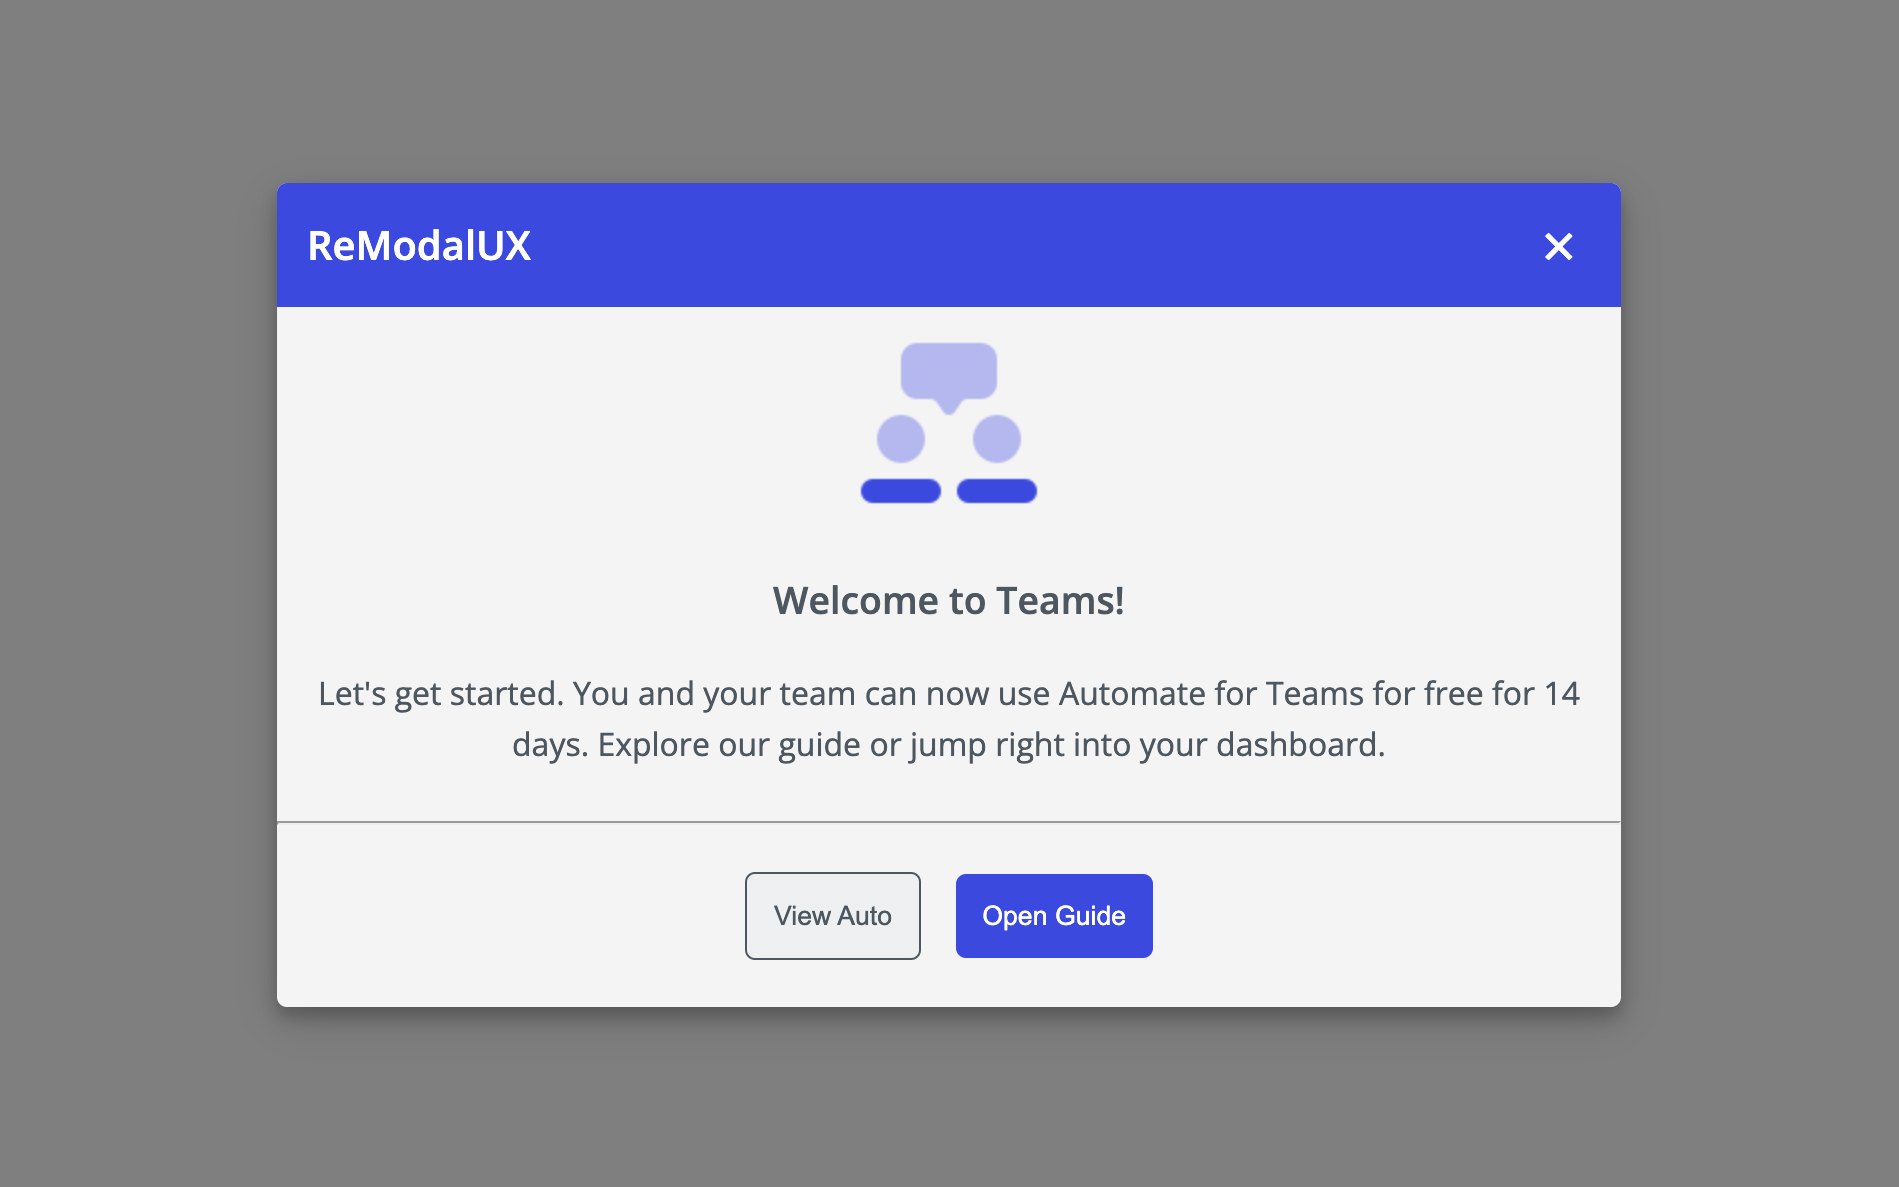 ReModalUX
Welcome to Teams!
Let's get started. You and your team can now use Automate for Teams for free for 14
days. Explore our guide or jump right into your dashboard.
View Auto
Open Guide